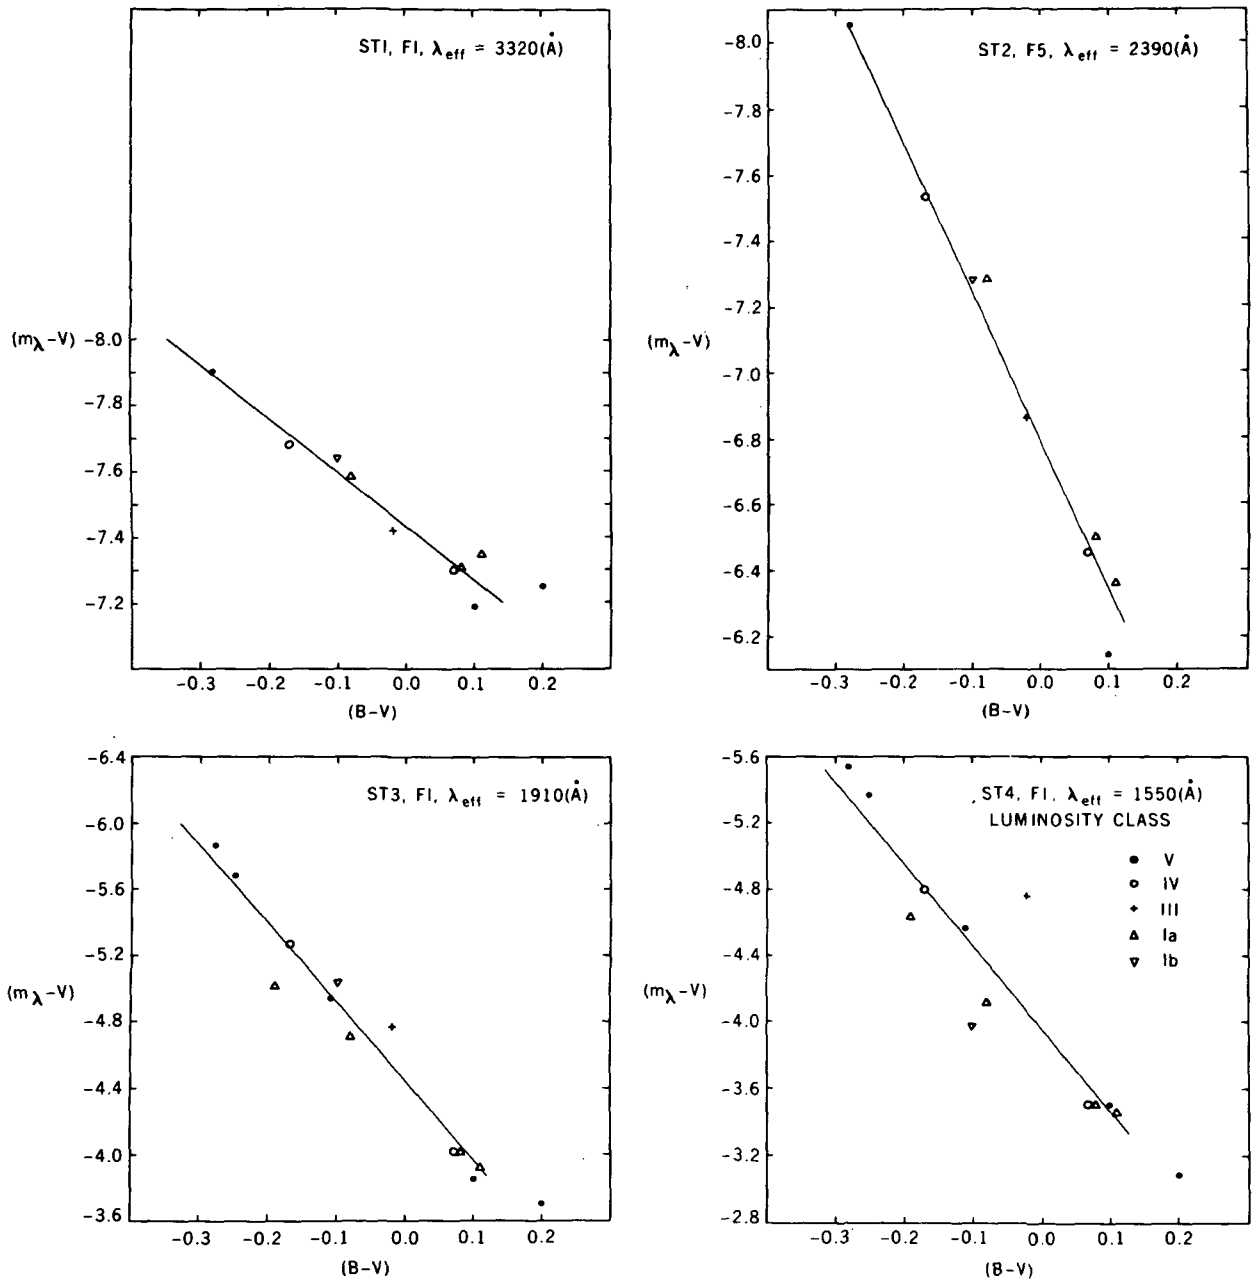 ST1, F1, λeff = 3320(Å)
(mλ-V)
-8.0
-7.8
-7.6
-7.4
-7.2
-0.3 -0.2 -0.1 0.0 0.1 0.2
(B-V)
ST2, F5, λeff = 2390(Å)
-8.0
-7.8
-7.6
-7.4
-7.2
(mλ-V)
-7.0
-6.8
-6.6
-6.4
-6.2
-0.3 -0.2 -0.1 0.0 0.1 0.2
(B-V)
ST3, F1, λeff = 1910(Å)
-6.4
-6.0
-5.6
-5.2
(mλ-V)
-4.8
-4.4
-4.0
-3.6
-0.3 -0.2 -0.1 0.0 0.1 0.2
(B-V)
ST4, F1, λeff = 1550(Å)
LUMINOSITY CLASS
V
IV
III
Ia
Ib
-5.6
-5.2
-4.8
-4.4
(mλ-V)
-4.0
-3.6
-3.2
-2.8
-0.3 -0.2 -0.1 0.0 0.1 0.2
(B-V)